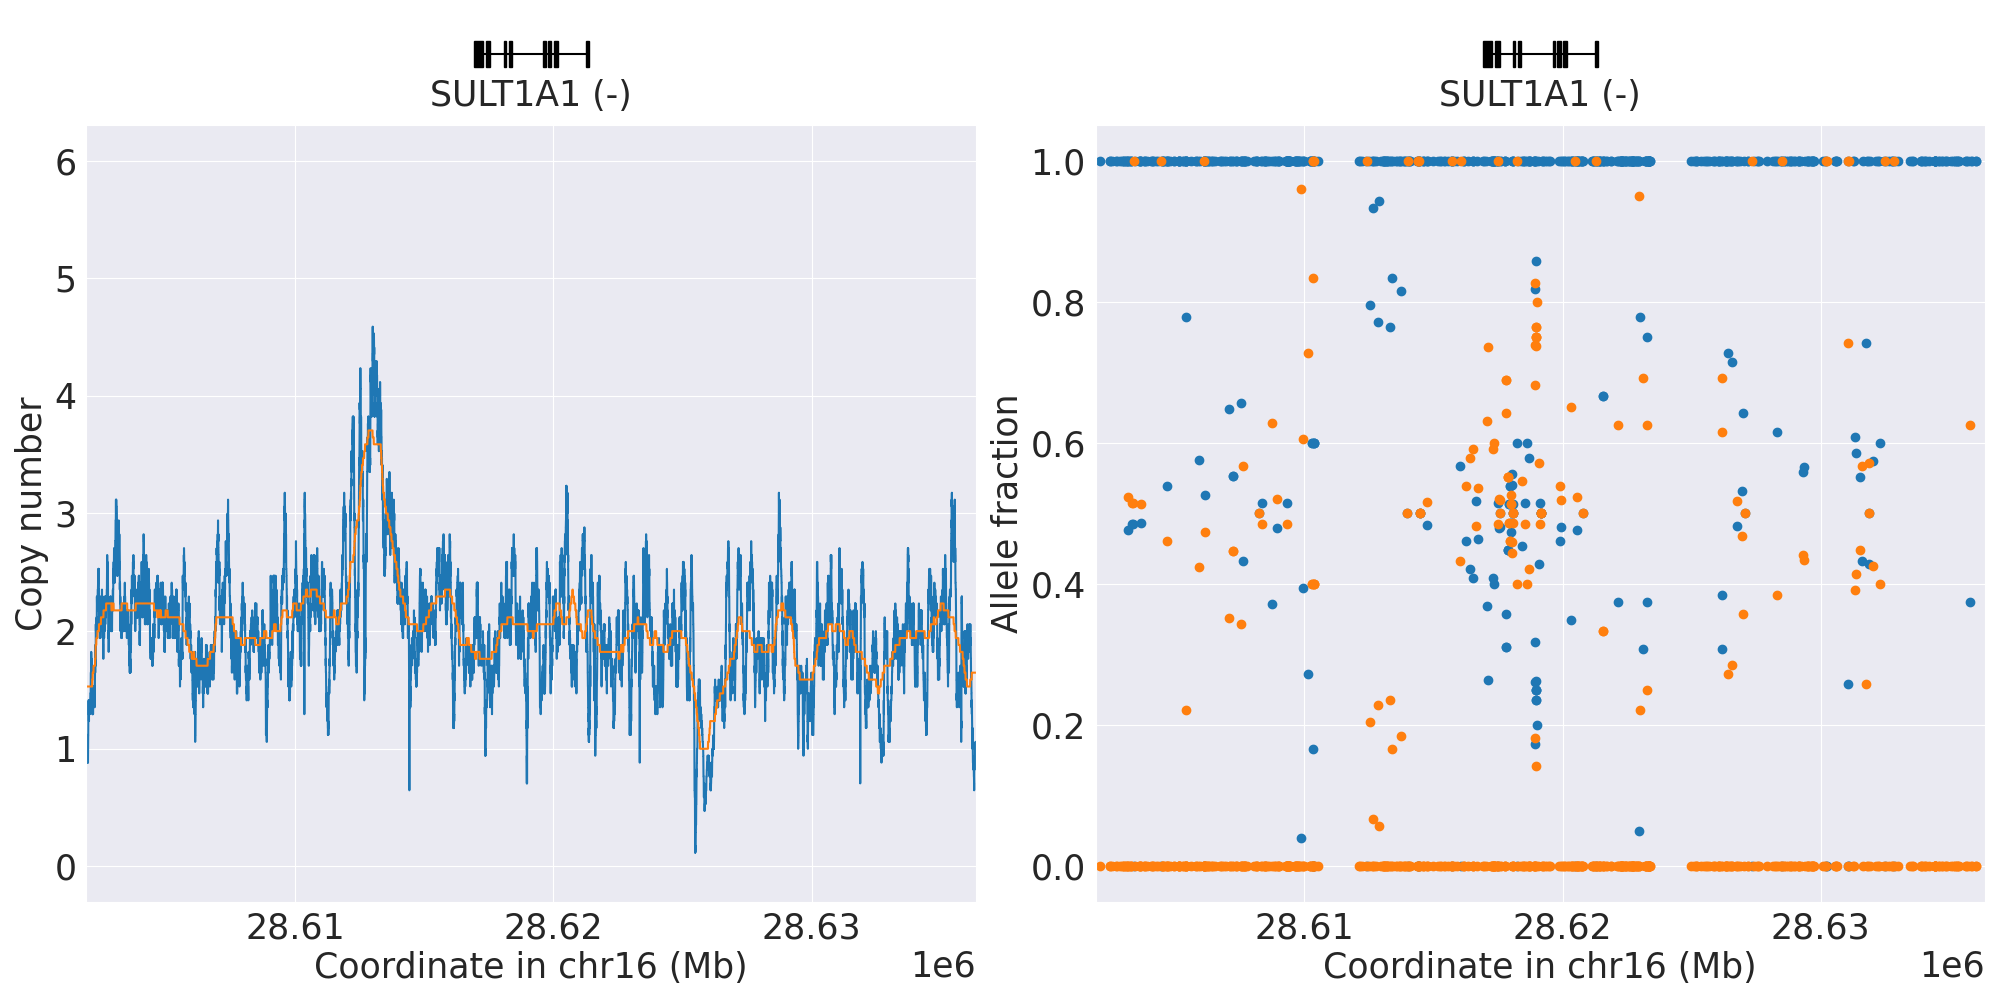 SULT1A1 (-)
6
5
4
3
2
1
0
Copy number
28.61
28.62
28.63
Coordinate in chr16 (Mb)
1e6
SULT1A1 (-)
1.0
0.8
0.6
0.4
0.2
0.0
Allele fraction
28.61
28.62
28.63
Coordinate in chr16 (Mb)
1e6